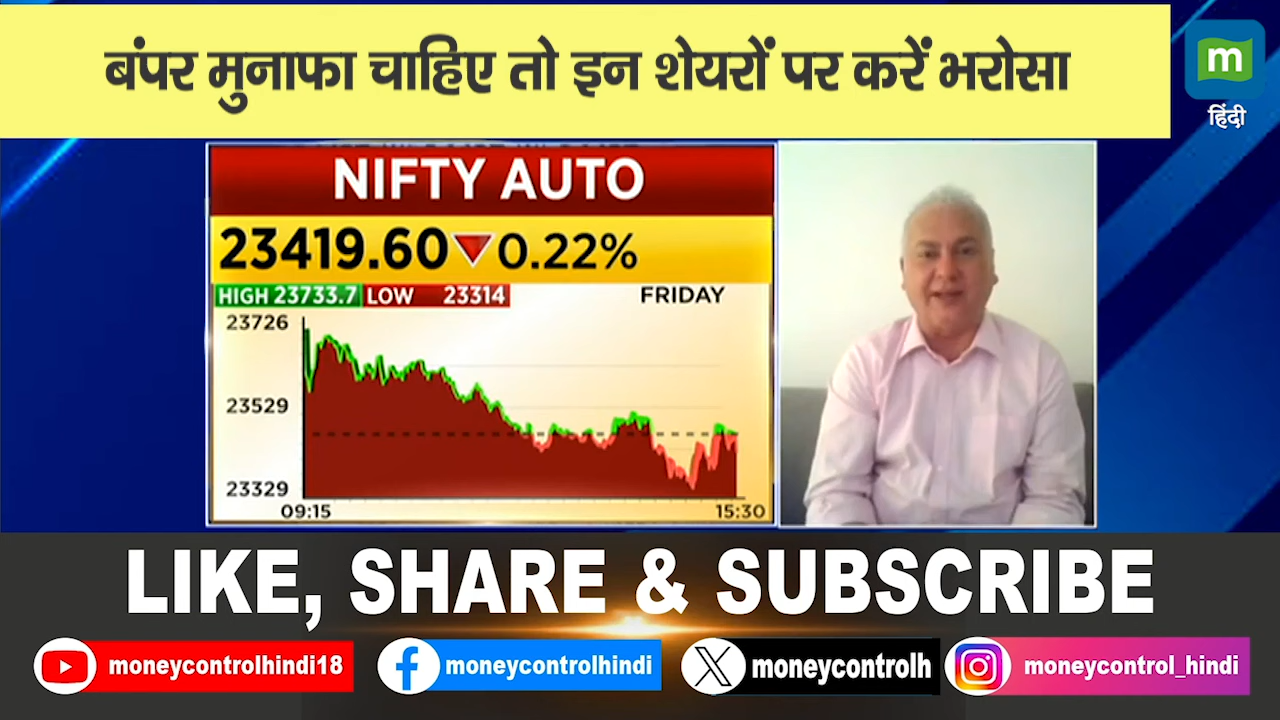 बंपर मुनाफा चाहिए तो इन शेयरों पर करें भरोसा
m
हिंदी
NIFTY AUTO
23419.60 ▼ 0.22%
HIGH 23733.7 LOW 23314 FRIDAY
23726
23529
23329
09:15 15:30
LIKE, SHARE & SUBSCRIBE
moneycontrolhindi18 moneycontrolhindi moneycontrolh moneycontrol_hindi